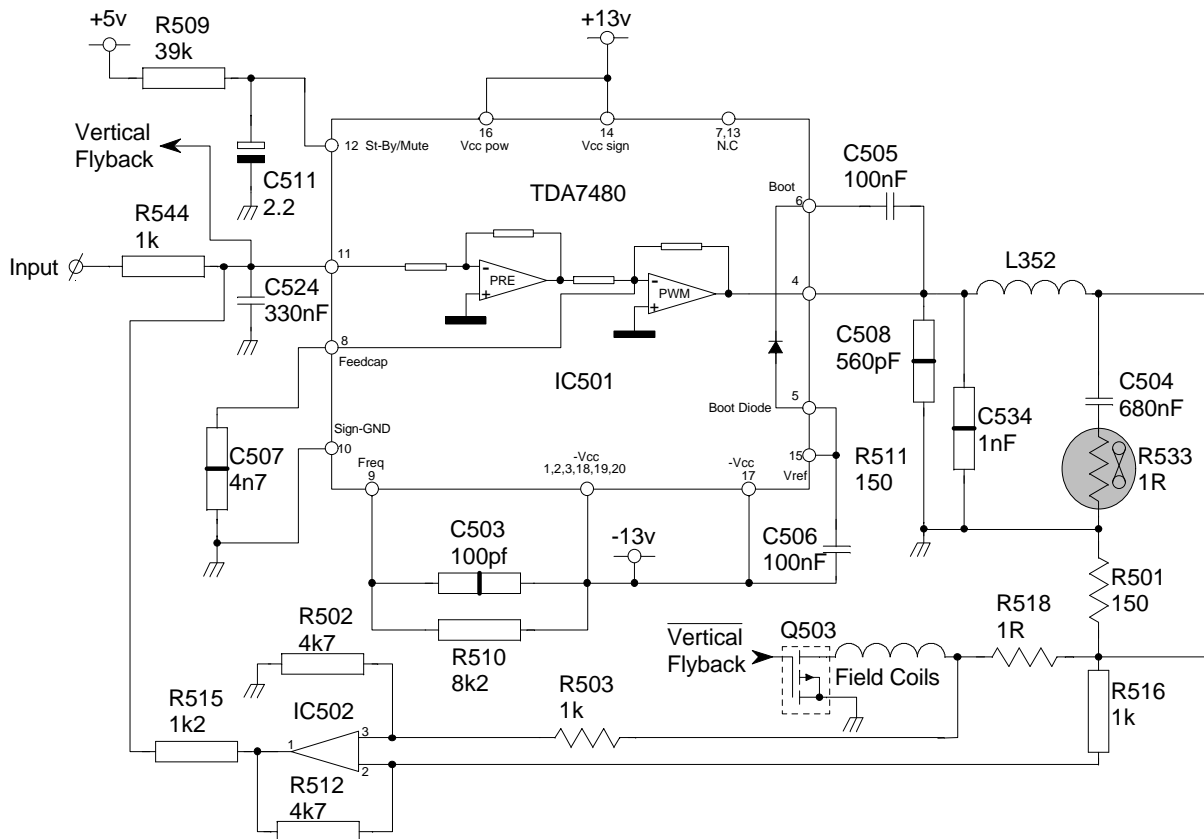 +5v
R509
39k
+13v
Vertical
Flyback
12 St-By/Mute
16
Vcc pow
14
Vcc sign
7,13
N.C
C511
2.2
TDA7480
Boot
6
C505
100nF
R544
1k
11
Input
C524
330nF
-
PRE
+
-
PWM
+
4
L352
8
Feedcap
IC501
C508
560pF
C504
680nF
5
Boot Diode
C534
1nF
Sign-GND
10
C507
4n7
Freq
9
-Vcc
1,2,3,18,19,20
-Vcc
17
15
Vref
R511
150
R533
1R
C503
100pf
-13v
C506
100nF
R501
150
R502
4k7
R510
8k2
Vertical
Flyback
Q503
Field Coils
R518
1R
R516
1k
R515
1k2
IC502
R503
1k
1
3
2
R512
4k7